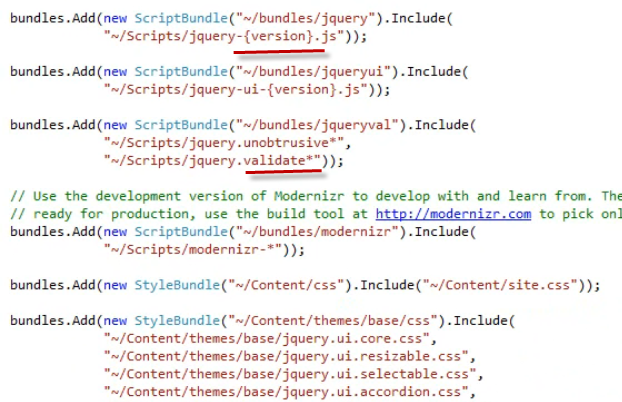 bundles.Add(new ScriptBundle("~/bundles/jquery").Include(
"~/Scripts/jquery-{version}.js"));
bundles.Add(new ScriptBundle("~/bundles/jqueryui").Include(
"~/Scripts/jquery-ui-{version}.js"));
bundles.Add(new ScriptBundle("~/bundles/jqueryval").Include(
"~/Scripts/jquery.unobtrusive*",
"~/Scripts/jquery.validate*"));
// Use the development version of Modernizr to develop with and learn from. The
// ready for production, use the build tool at http://modernizr.com to pick onl
bundles.Add(new ScriptBundle("~/bundles/modernizr").Include(
"~/Scripts/modernizr-*"));
bundles.Add(new StyleBundle("~/Content/css").Include("~/Content/site.css"));
bundles.Add(new StyleBundle("~/Content/themes/base/css").Include(
"~/Content/themes/base/jquery.ui.core.css",
"~/Content/themes/base/jquery.ui.resizable.css",
"~/Content/themes/base/jquery.ui.selectable.css",
"~/Content/themes/base/jquery.ui.accordion.css",